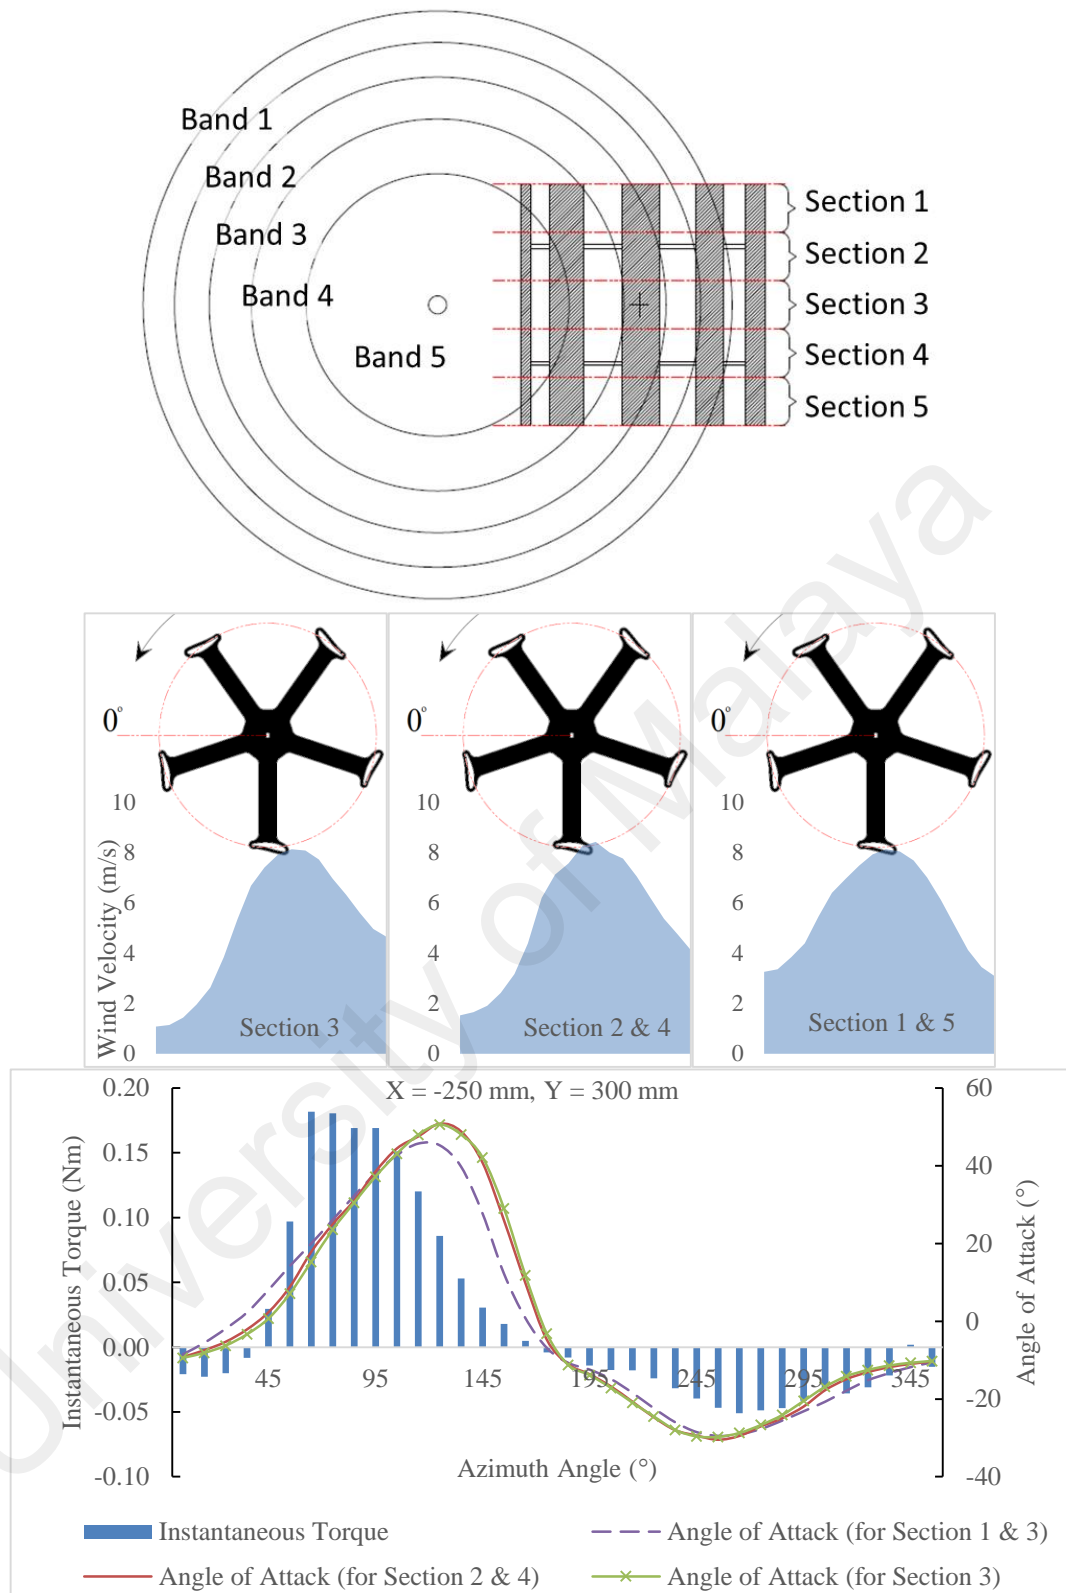 Band 1
Band 2
Band 3
Band 4
Band 5
Section 1
Section 2
Section 3
Section 4
Section 5
0°
0°
0°
Wind Velocity (m/s)
10
8
6
4
2
0
Section 3
10
8
6
4
2
0
Section 2 & 4
10
8
6
4
2
0
Section 1 & 5
X = -250 mm, Y = 300 mm
Instantaneous Torque (Nm)
0.20
0.15
0.10
0.05
0.00
-0.05
-0.10
45 95 145 195 245 295 345
Azimuth Angle (°)
60
40
20
0
-20
-40
Angle of Attack (°)
Instantaneous Torque
Angle of Attack (for Section 1 & 3)
Angle of Attack (for Section 2 & 4)
Angle of Attack (for Section 3)
University of Malaya